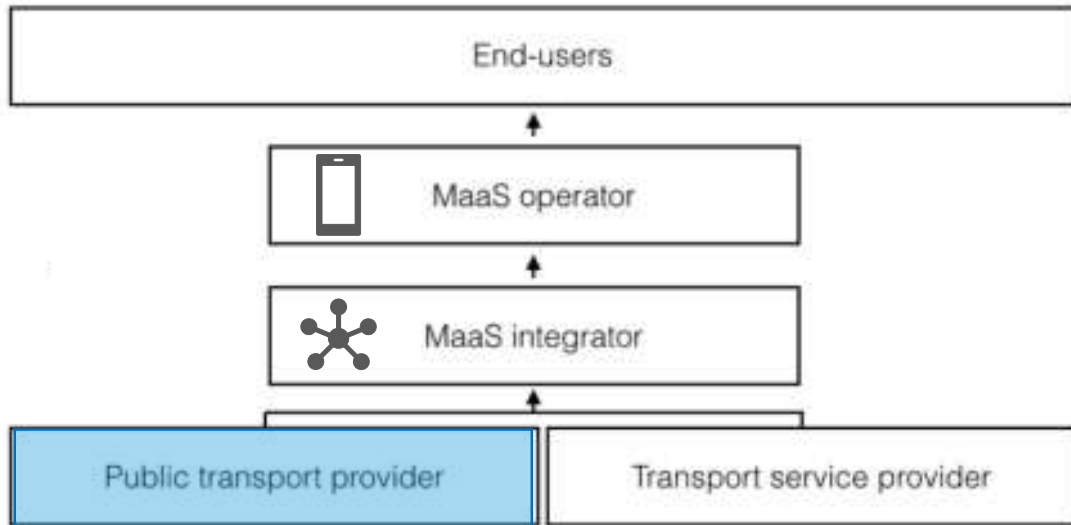 End-users
MaaS operator
MaaS integrator
Public transport provider
Transport service provider